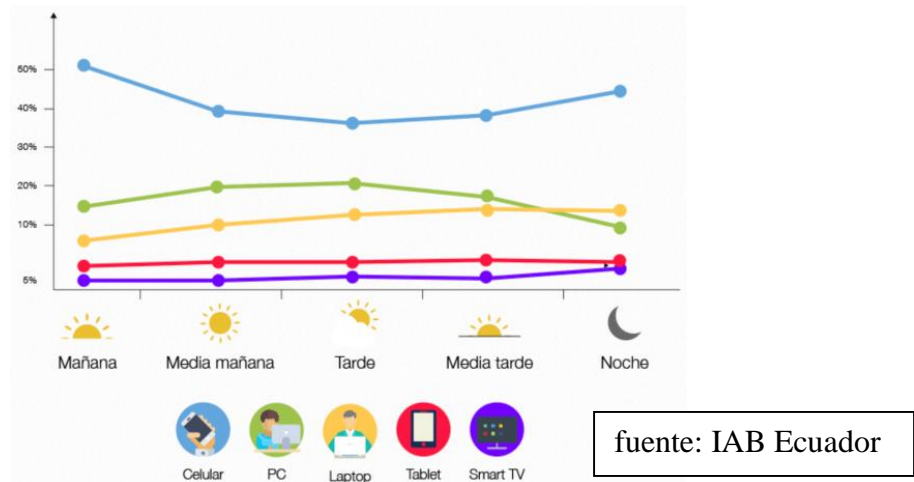 50%
40%
30%
20%
10%
5%
Mañana Media mañana Tarde Media tarde Noche
Celular PC Laptop Tablet Smart TV
fuente: IAB Ecuador